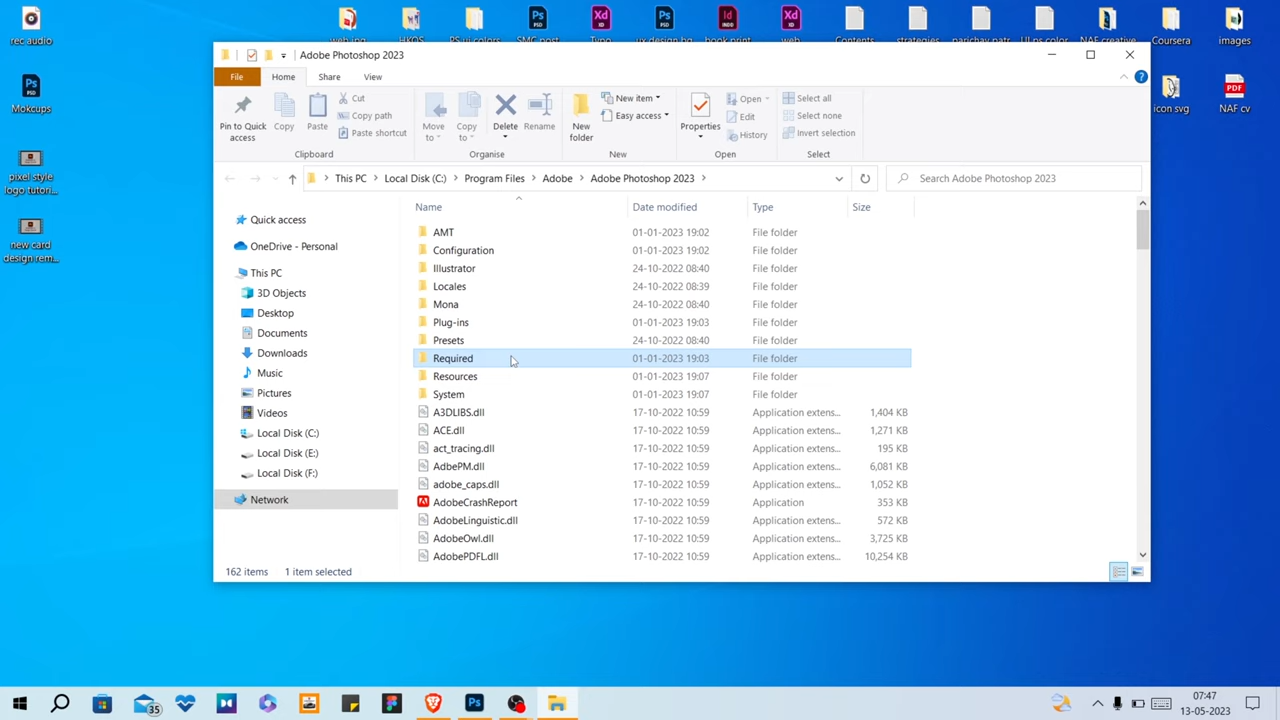 rec audio
Mokcups
pixel style
logo tutori...
new card
design rem...
web.ing
HKOS
PS ui colors
SMC post
Typo
ux design bg
book print
web
Contents
strategies
parichay patr
UI ps color
NAF creative
Coursera
images
icon svg
NAF cv
Adobe Photoshop 2023
File
Home
Share
View
Pin to Quick
access
Copy
Paste
Cut
Copy path
Paste shortcut
Clipboard
Move
to
Copy
to
Delete
Rename
Organise
New
folder
New item
Easy access
New
Properties
Open
Edit
History
Open
Select all
Select none
Invert selection
Select
This PC > Local Disk (C:) > Program Files > Adobe > Adobe Photoshop 2023 >
Search Adobe Photoshop 2023
Quick access
OneDrive - Personal
This PC
3D Objects
Desktop
Documents
Downloads
Music
Pictures
Videos
Local Disk (C:)
Local Disk (E:)
Local Disk (F:)
Network
Name Date modified Type Size
AMT 01-01-2023 19:02 File folder
Configuration 01-01-2023 19:02 File folder
Illustrator 24-10-2022 08:40 File folder
Locales 24-10-2022 08:39 File folder
Mona 24-10-2022 08:40 File folder
Plug-ins 01-01-2023 19:03 File folder
Presets 24-10-2022 08:40 File folder
Required 01-01-2023 19:03 File folder
Resources 01-01-2023 19:07 File folder
System 01-01-2023 19:07 File folder
A3DLIBS.dll 17-10-2022 10:59 Application extens... 1,404 KB
ACE.dll 17-10-2022 10:59 Application extens... 1,271 KB
act_tracing.dll 17-10-2022 10:59 Application extens... 195 KB
AdbePM.dll 17-10-2022 10:59 Application extens... 6,081 KB
adobe_caps.dll 17-10-2022 10:59 Application extens... 1,052 KB
AdobeCrashReport 17-10-2022 10:59 Application 353 KB
AdobeLinguistic.dll 17-10-2022 10:59 Application extens... 572 KB
AdobeOwl.dll 17-10-2022 10:59 Application extens... 3,725 KB
AdobePDFL.dll 17-10-2022 10:59 Application extens... 10,254 KB
162 items 1 item selected
35
07:47
13-05-2023